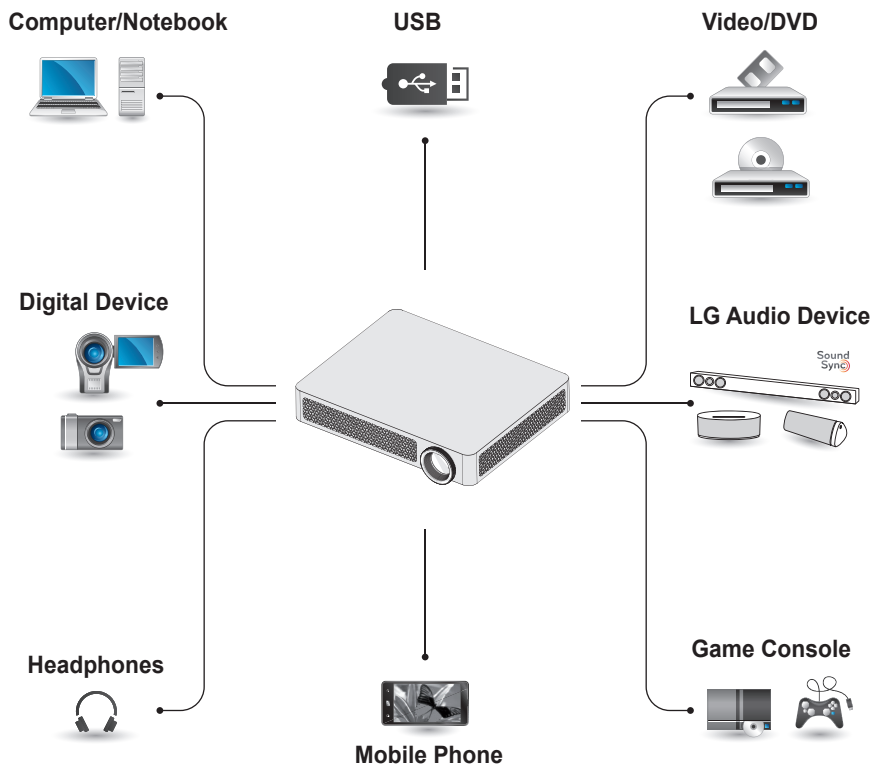 Computer/Notebook
USB
Video/DVD
Digital Device
LG Audio Device
Sound
Sync
Headphones
Game Console
Mobile Phone